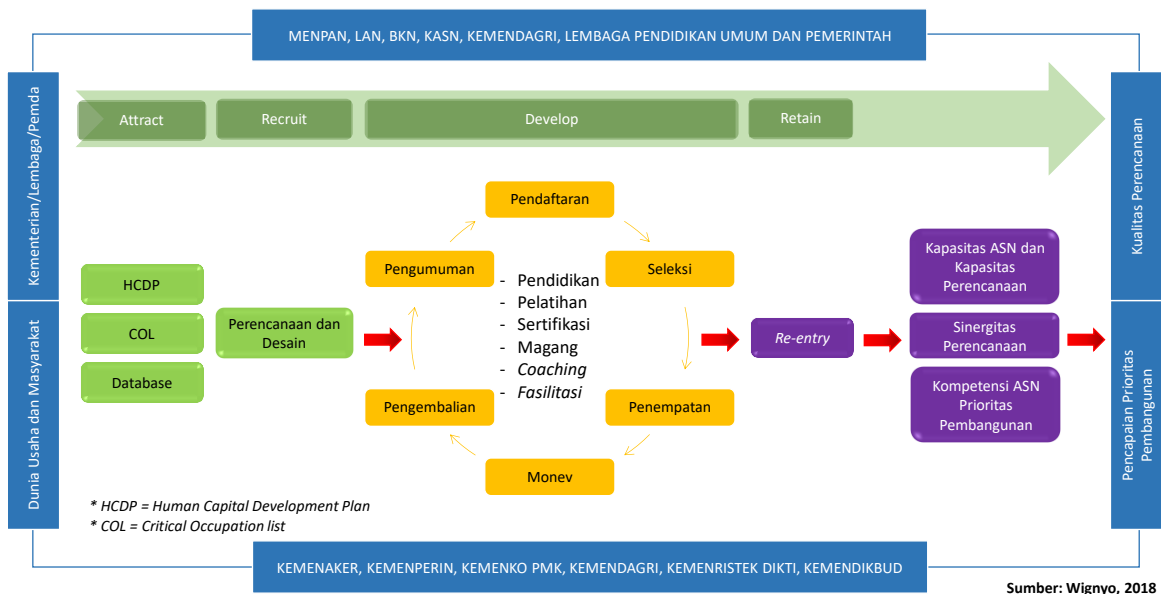 MENPAN, LAN, BKN, KASN, KEMENDAGRI, LEMBAGA PENDIDIKAN UMUM DAN PEMERINTAH
Kementerian/Lembaga/Pemda
Dunia Usaha dan Masyarakat
Attract
Recruit
Develop
Retain
HCDP
COL
Database
Perencanaan dan
Desain
Pendaftaran
Seleksi
Penempatan
Monev
Pengembalian
Pengumuman
- Pendidikan
- Pelatihan
- Sertifikasi
- Magang
- Coaching
- Fasilitasi
Re-entry
Kapasitas ASN dan
Kapasitas
Perencanaan
Sinergitas
Perencanaan
Kompetensi ASN
Prioritas
Pembangunan
Kualitas Perencanaan
Pencapaian Prioritas
Pembangunan
* HCDP = Human Capital Development Plan
* COL = Critical Occupation list
KEMENAKER, KEMENPERIN, KEMENKO PMK, KEMENDAGRI, KEMENRISTEK DIKTI, KEMENDIKBUD
Sumber: Wignyo, 2018